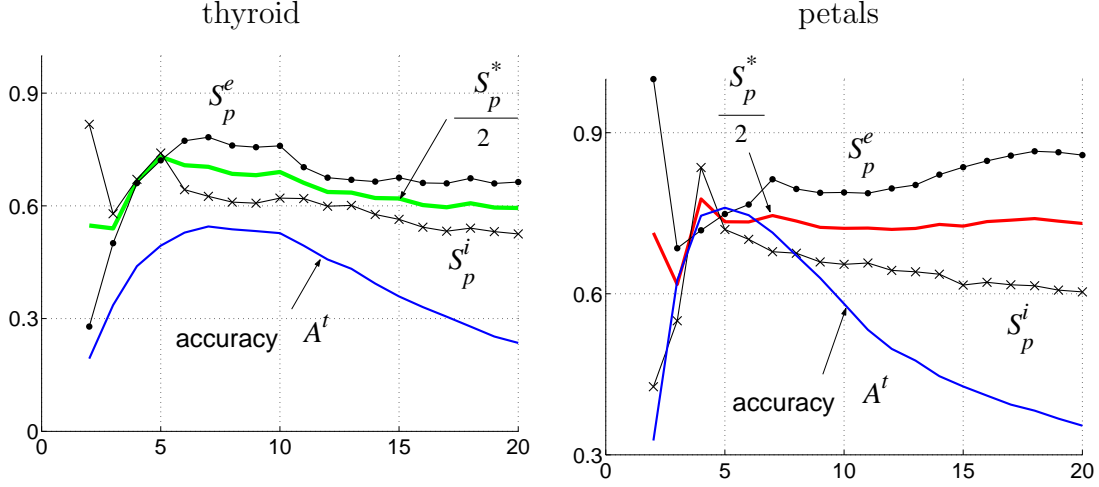 thyroid
0.9
0.6
0.3
0
0
5
10
15
20
S_p^e
S_p^*
2
S_p^i
accuracy A^t
petals
0.9
0.6
0.3
0
5
10
15
20
S_p^*
2
S_p^e
S_p^i
accuracy A^t